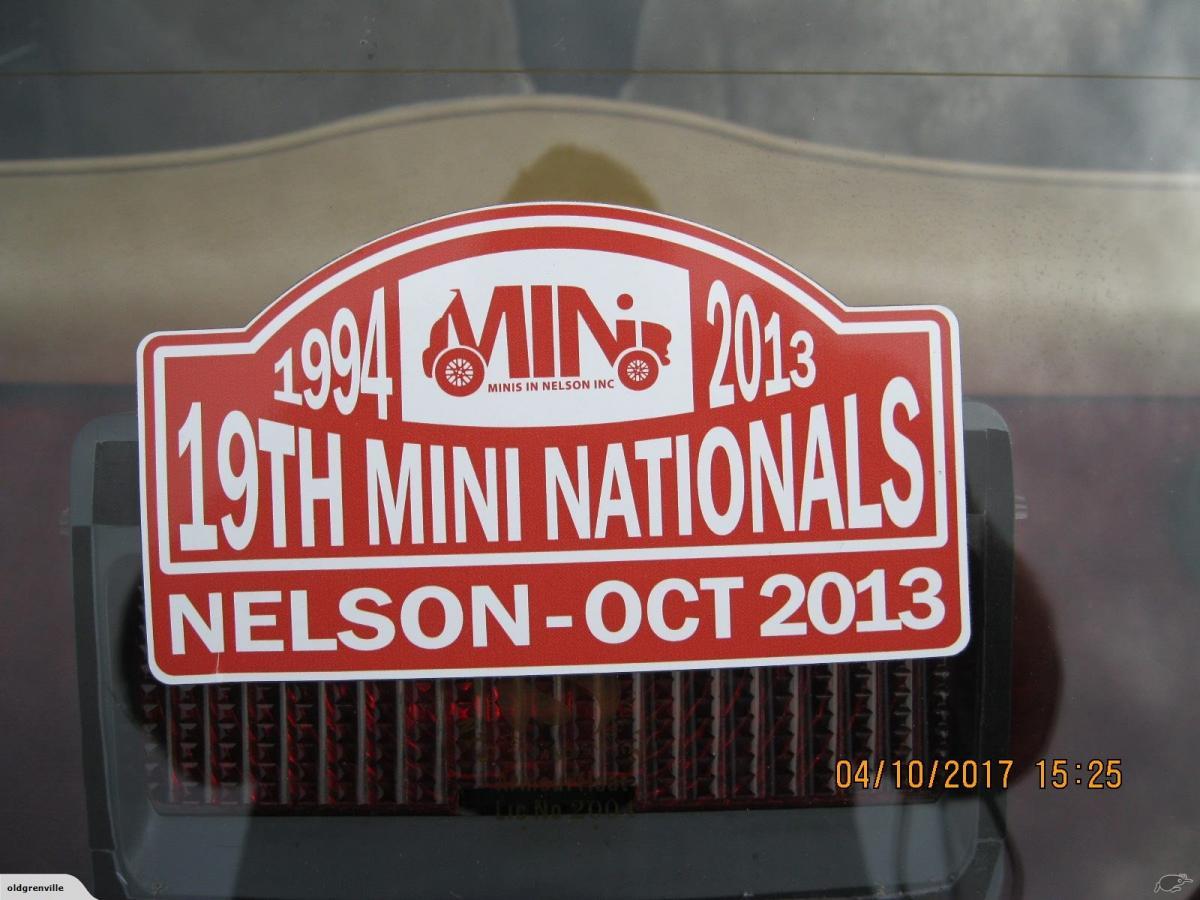 1994
MINI
2013
MINIS IN NELSON INC
19TH MINI NATIONALS
NELSON - OCT 2013
04/10/2017 15:25
oldgrenville